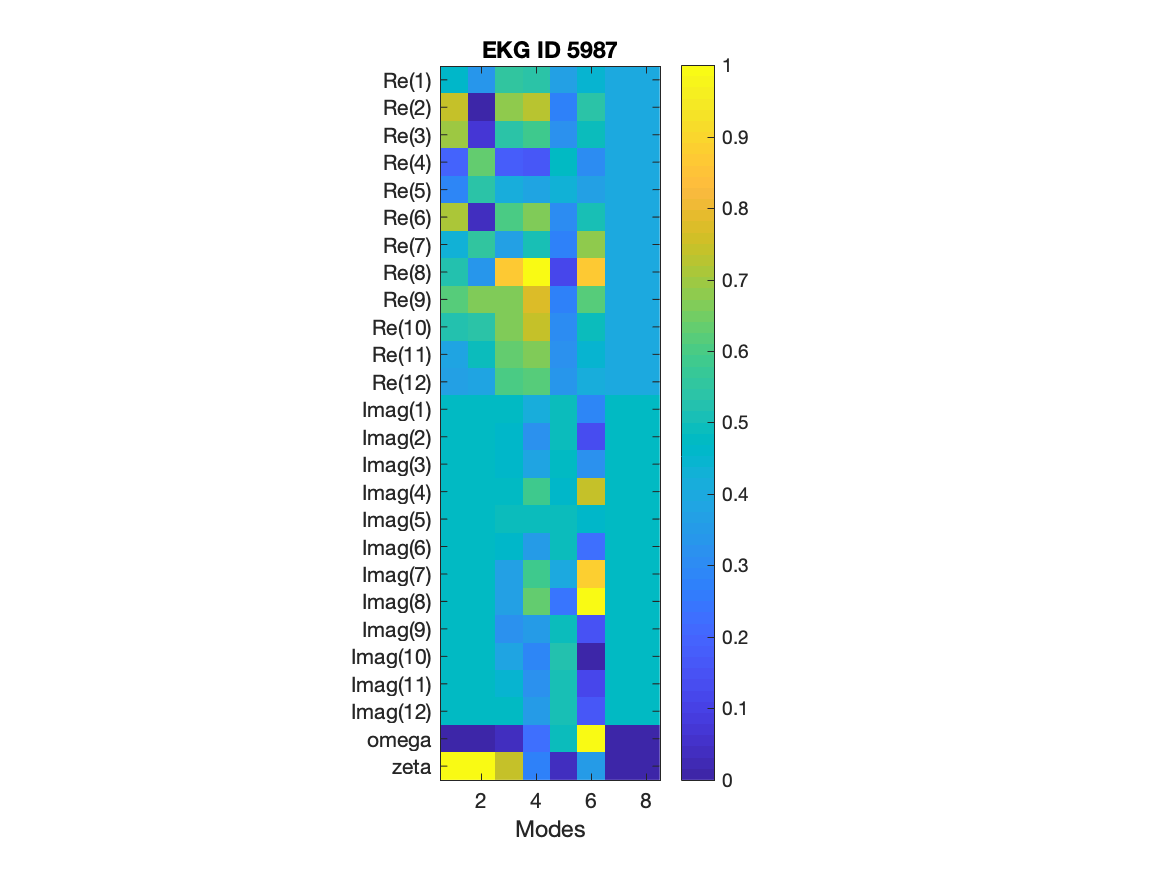 EKG ID 5987
Re(1)
Re(2)
Re(3)
Re(4)
Re(5)
Re(6)
Re(7)
Re(8)
Re(9)
Re(10)
Re(11)
Re(12)
Imag(1)
Imag(2)
Imag(3)
Imag(4)
Imag(5)
Imag(6)
Imag(7)
Imag(8)
Imag(9)
Imag(10)
Imag(11)
Imag(12)
omega
zeta
2 4 6 8
Modes
1
0.9
0.8
0.7
0.6
0.5
0.4
0.3
0.2
0.1
0